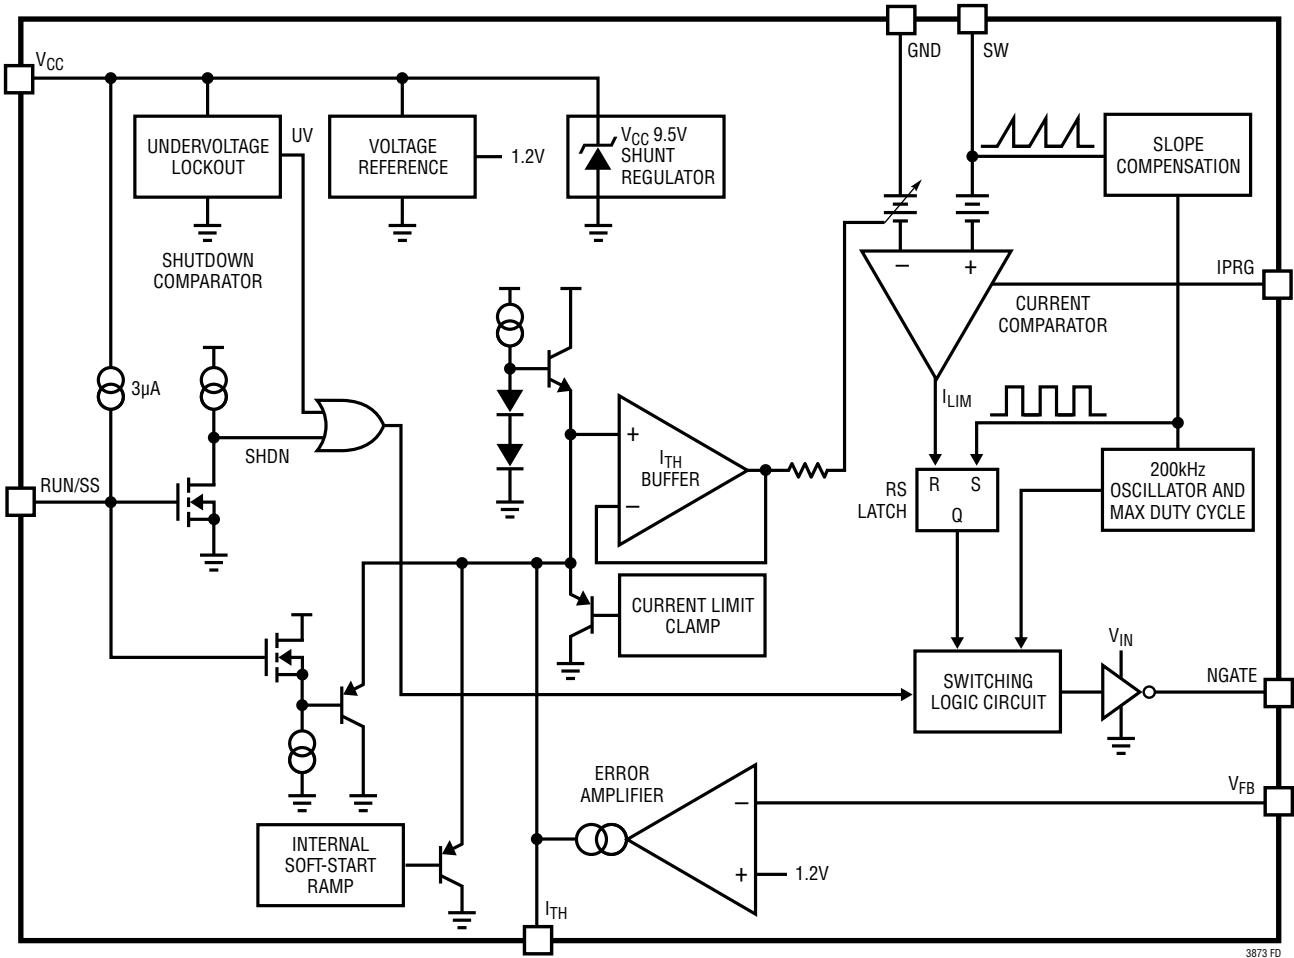 GND
SW
VCC
UNDERVOLTAGE
LOCKOUT
UV
VOLTAGE
REFERENCE
1.2V
VCC 9.5V
SHUNT
REGULATOR
SLOPE
COMPENSATION
SHUTDOWN
COMPARATOR
–
+
IPRG
CURRENT
COMPARATOR
3µA
ILIM
SHDN
+
ITH
BUFFER
–
RUN/SS
RS
LATCH
R S
Q
200kHz
OSCILLATOR AND
MAX DUTY CYCLE
CURRENT LIMIT
CLAMP
VIN
SWITCHING
LOGIC CIRCUIT
NGATE
ERROR
AMPLIFIER
–
VFB
INTERNAL
SOFT-START
RAMP
+
1.2V
ITH
3873 FD